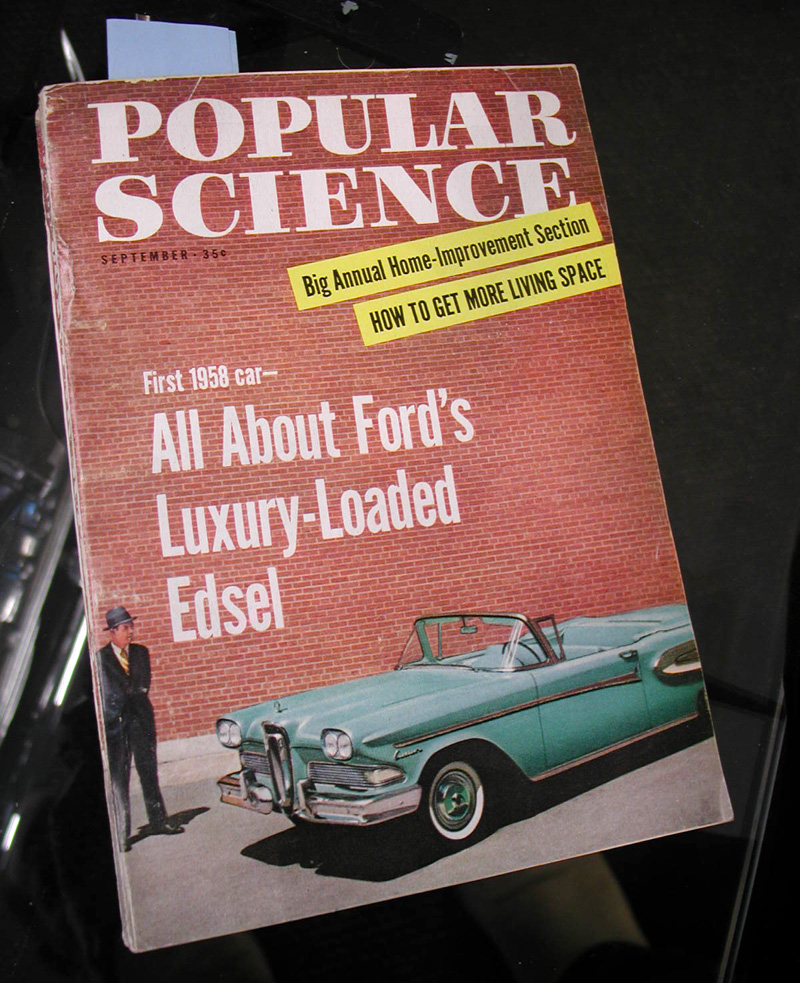 POPULAR
SCIENCE
SEPTEMBER · 35¢
Big Annual Home-Improvement Section
HOW TO GET MORE LIVING SPACE
First 1958 car—
All About Ford's
Luxury-Loaded
Edsel